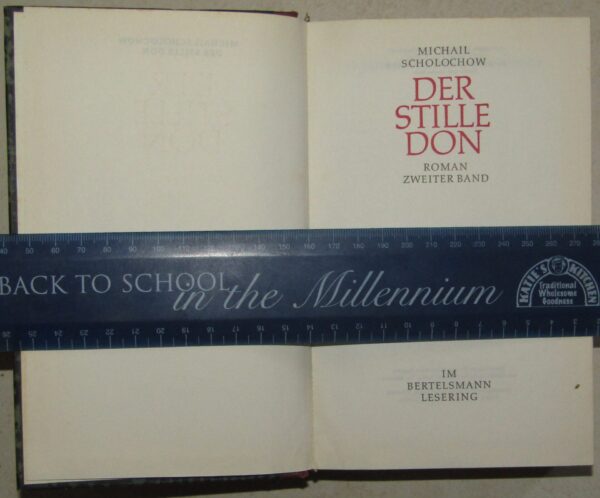 MICHAIL
SCHOLOCHOW
DER
STILLE
DON
ROMAN
ZWEITER BAND
BACK TO SCHOOL in the Millennium
KATIE'S KITCHEN
Traditional
Wholesome
Goodness
IM
BERTELSMANN
LESERING